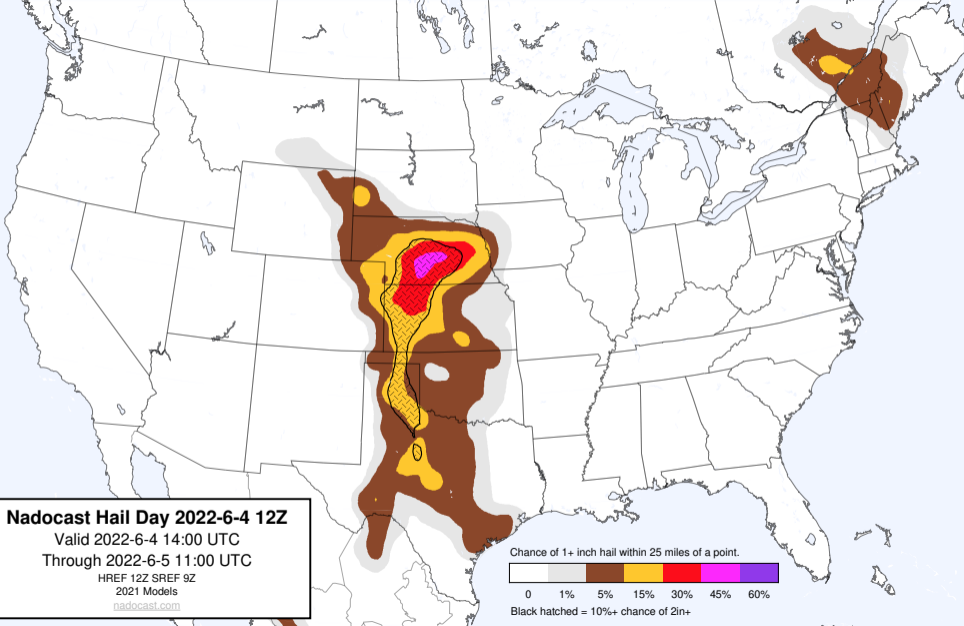 Nadocast Hail Day 2022-6-4 12Z
Valid 2022-6-4 14:00 UTC
Through 2022-6-5 11:00 UTC
HREF 12Z SREF 9Z
2021 Models
nadocast.com
Chance of 1+ inch hail within 25 miles of a point.
0 1% 5% 15% 30% 45% 60%
Black hatched = 10%+ chance of 2in+